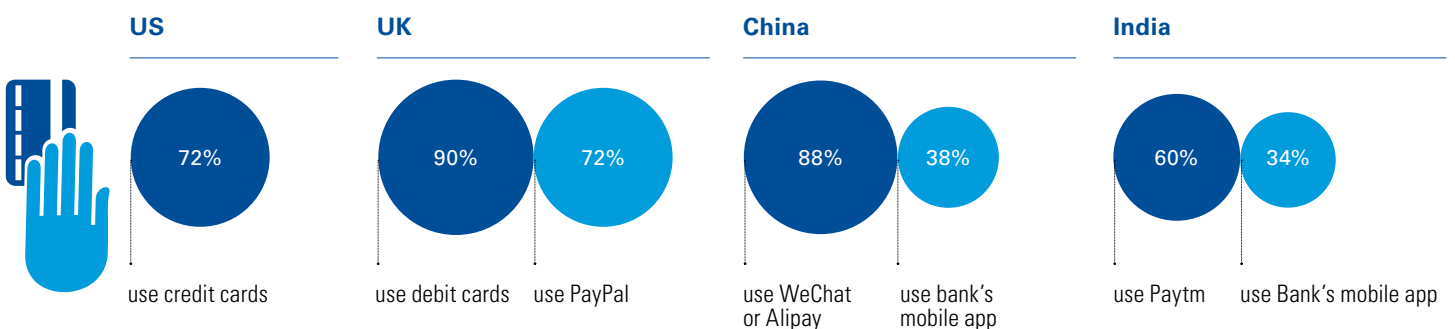 US
UK
China
India
72%
90%
72%
88%
38%
60%
34%
use credit cards
use debit cards
use PayPal
use WeChat
or Alipay
use bank's
mobile app
use Paytm
use Bank's mobile app